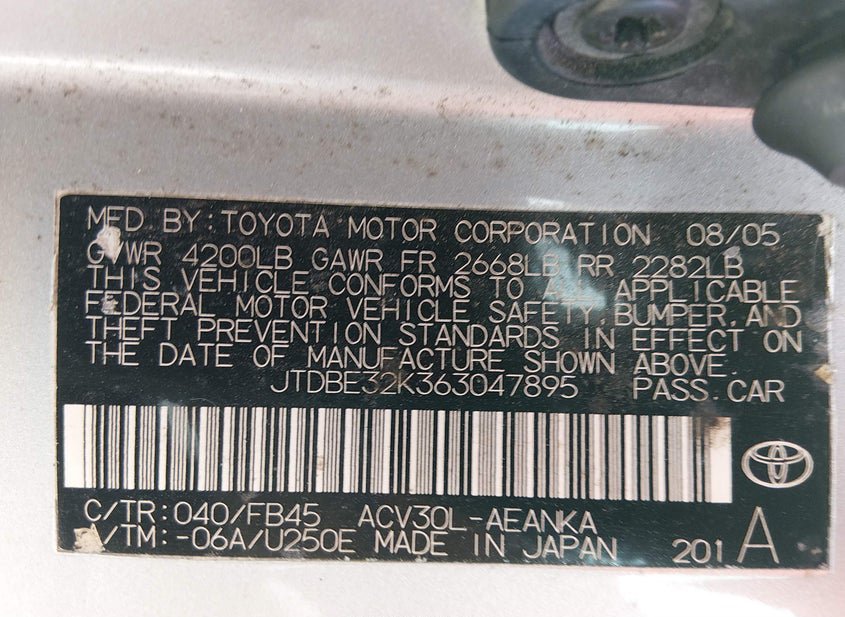 MFD BY: TOYOTA MOTOR CORPORATION 08/05
GVWR 4200LB GAWR FR 2668LB RR 2282LB
THIS VEHICLE CONFORMS TO ALL APPLICABLE
FEDERAL MOTOR VEHICLE SAFETY, BUMPER, AND
THEFT PREVENTION STANDARDS IN EFFECT ON
THE DATE OF MANUFACTURE SHOWN ABOVE.
JTDBE32K363047895 PASS. CAR
C/TR: 040/FB45 ACV30L-AEANKA
A/TM: -06A/U250E MADE IN JAPAN 201 A